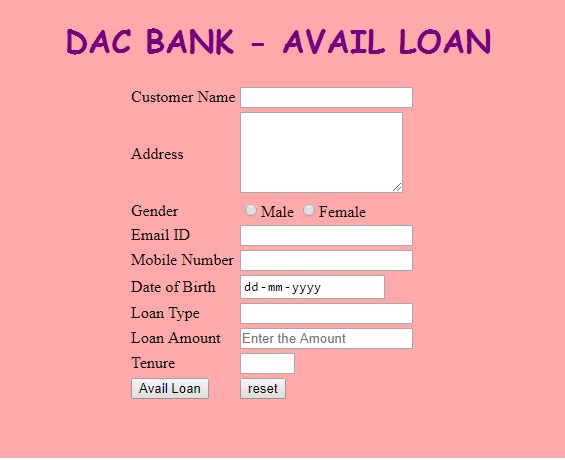 DAC BANK - AVAIL LOAN
Customer Name
Address
Gender Male Female
Email ID
Mobile Number
Date of Birth dd-mm-yyyy
Loan Type
Loan Amount Enter the Amount
Tenure
Avail Loan reset